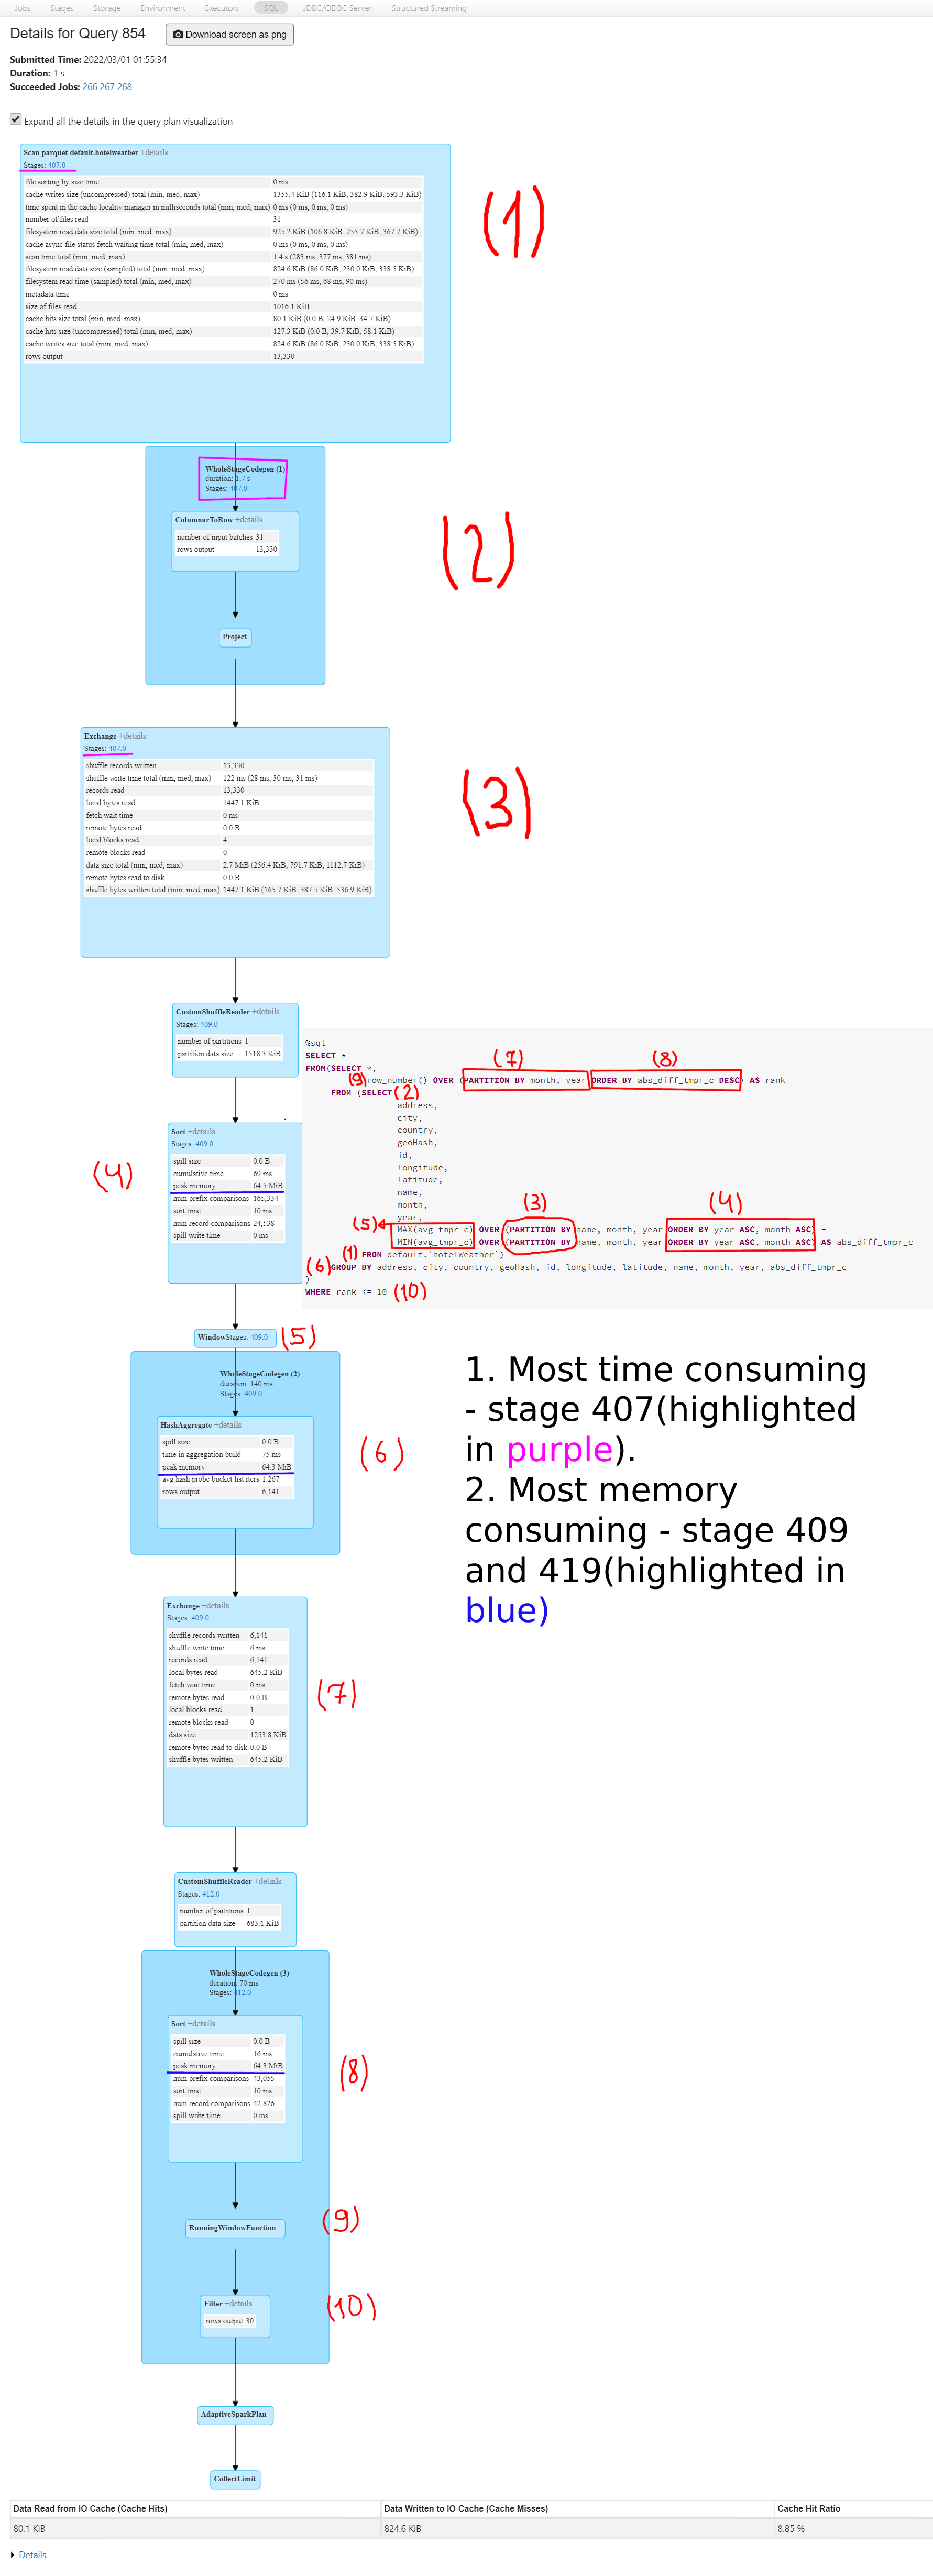 Jobs Stages Storage Environment Executors SQL JDBC/ODBC Server Structured Streaming
Details for Query 854 Download screen as png
Submitted Time: 2022/03/01 01:55:34
Duration: 1 s
Succeeded Jobs: 266 267 268
Expand all the details in the query plan visualization
Scan parquet default.hotelweather +details
Stages: 407.0
file sorting by size time 0 ms
cache writes size (uncompressed) total (min, med, max) 1355.4 KiB (116.1 KiB, 382.9 KiB, 593.3 KiB)
time spent in the cache locality manager in milliseconds total (min, med, max) 0 ms (0 ms, 0 ms, 0 ms)
number of files read 31
filesystem read data size total (min, med, max) 925.2 KiB (106.8 KiB, 255.7 KiB, 367.7 KiB)
cache async file status fetch waiting time total (min, med, max) 0 ms (0 ms, 0 ms, 0 ms)
scan time total (min, med, max) 1.4 s (283 ms, 377 ms, 381 ms)
filesystem read data size (sampled) total (min, med, max) 824.6 KiB (86.0 KiB, 230.0 KiB, 338.5 KiB)
filesystem read time (sampled) total (min, med, max) 270 ms (56 ms, 68 ms, 90 ms)
metadata time 0 ms
size of files read 1016.1 KiB
cache hits size total (min, med, max) 80.1 KiB (0.0 B, 24.9 KiB, 34.7 KiB)
cache hits size (uncompressed) total (min, med, max) 127.3 KiB (0.0 B, 39.7 KiB, 58.1 KiB)
cache writes size total (min, med, max) 824.6 KiB (86.0 KiB, 230.0 KiB, 338.5 KiB)
rows output 13,330
(1)
WholeStageCodegen (1)
duration: 1.7 s
Stages: 407.0
ColumnarToRow +details
number of input batches 31
rows output 13,330
Project
(2)
Exchange +details
Stages: 407.0
shuffle records written 13,330
shuffle write time total (min, med, max) 122 ms (28 ms, 30 ms, 31 ms)
records read 13,330
local bytes read 1447.1 KiB
fetch wait time 0 ms
remote bytes read 0.0 B
local blocks read 4
remote blocks read 0
data size total (min, med, max) 2.7 MiB (256.4 KiB, 791.7 KiB, 1112.7 KiB)
remote bytes read to disk 0.0 B
shuffle bytes written total (min, med, max) 1447.1 KiB (165.7 KiB, 387.5 KiB, 536.9 KiB)
(3)
CustomShuffleReader +details
Stages: 409.0
number of partitions 1
partition data size 1518.3 KiB
Sort +details
Stages: 409.0
spill size 0.0 B
cumulative time 69 ms
peak memory 64.5 MiB
num prefix comparisons 165,334
sort time 10 ms
num record comparisons 24,538
spill write time 0 ms
(4)
%sql
SELECT *
FROM(SELECT *,
(7) (8)
(9) row_number() OVER (PARTITION BY month, year ORDER BY abs_diff_tmpr_c DESC) AS rank
FROM (SELECT (2)
address,
city,
country,
geoHash,
id,
longitude,
latitude,
name,
month,
year,
(3) (4)
(5) MAX(avg_tmpr_c) OVER (PARTITION BY name, month, year ORDER BY year ASC, month ASC) -
MIN(avg_tmpr_c) OVER (PARTITION BY name, month, year ORDER BY year ASC, month ASC) AS abs_diff_tmpr_c
(1) FROM default.`hotelWeather`)
(6) GROUP BY address, city, country, geoHash, id, longitude, latitude, name, month, year, abs_diff_tmpr_c
)
WHERE rank <= 10 (10)
WindowStages: 409.0 (5)
WholeStageCodegen (2)
duration: 140 ms
Stages: 409.0
HashAggregate +details
spill size 0.0 B
time in aggregation build 75 ms
peak memory 64.3 MiB
avg hash probe bucket list iters 1.267
rows output 6,141
(6)
1. Most time consuming
- stage 407(highlighted
in purple).
2. Most memory
consuming - stage 409
and 419(highlighted in
blue)
Exchange +details
Stages: 409.0
shuffle records written 6,141
shuffle write time 6 ms
records read 6,141
local bytes read 645.2 KiB
fetch wait time 0 ms
remote bytes read 0.0 B
local blocks read 1
remote blocks read 0
data size 1253.8 KiB
remote bytes read to disk 0.0 B
shuffle bytes written 645.2 KiB
(7)
CustomShuffleReader +details
Stages: 412.0
number of partitions 1
partition data size 683.1 KiB
WholeStageCodegen (3)
duration: 70 ms
Stages: 412.0
Sort +details
spill size 0.0 B
cumulative time 16 ms
peak memory 64.3 MiB
num prefix comparisons 43,055
sort time 10 ms
num record comparisons 42,826
spill write time 0 ms
(8)
RunningWindowFunction (9)
Filter +details
rows output 30
(10)
AdaptiveSparkPlan
CollectLimit
Data Read from IO Cache (Cache Hits) Data Written to IO Cache (Cache Misses) Cache Hit Ratio
80.1 KiB 824.6 KiB 8.85 %
Details